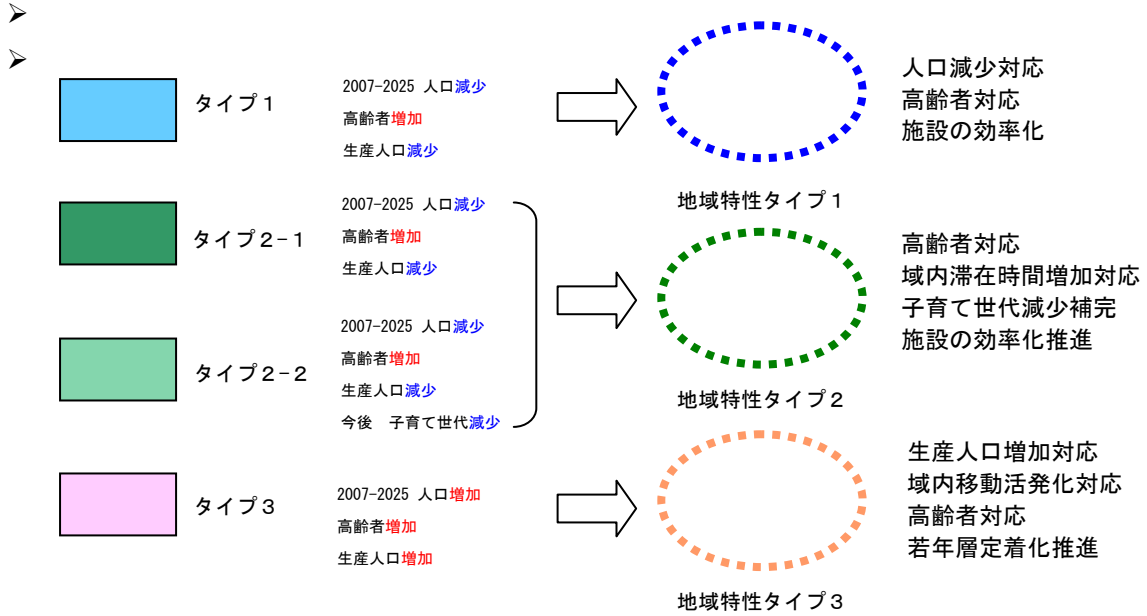 ➢
➢
タイプ1
2007-2025 人口減少
高齢者増加
生産人口減少
人口減少対応
高齢者対応
施設の効率化
地域特性タイプ1
タイプ2-1
2007-2025 人口減少
高齢者増加
生産人口減少
タイプ2-2
2007-2025 人口減少
高齢者増加
生産人口減少
今後 子育て世代減少
高齢者対応
域内滞在時間増加対応
子育て世代減少補完
施設の効率化推進
地域特性タイプ2
タイプ3
2007-2025 人口増加
高齢者増加
生産人口増加
生産人口増加対応
域内移動活発化対応
高齢者対応
若年層定着化推進
地域特性タイプ3